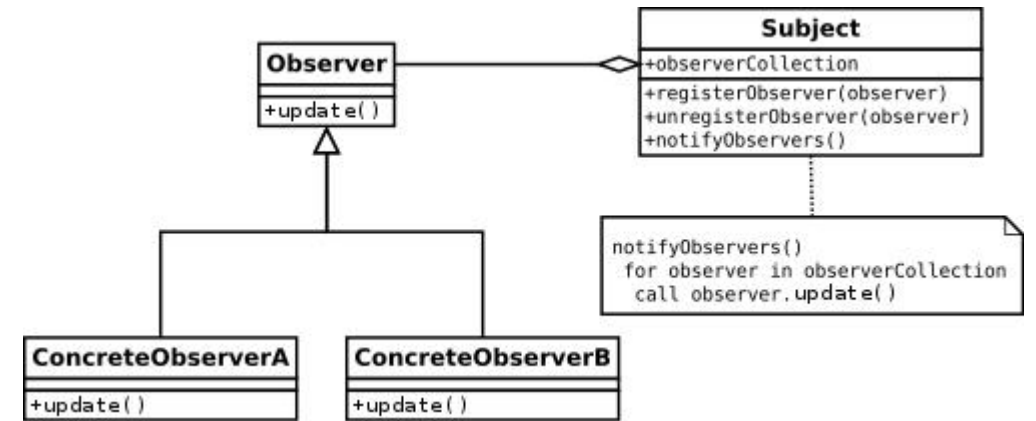 Subject
+observerCollection
+registerObserver(observer)
+unregisterObserver(observer)
+notifyObservers()
Observer
+update()
notifyObservers()
for observer in observerCollection
call observer.update()
ConcreteObserverA
+update()
ConcreteObserverB
+update()